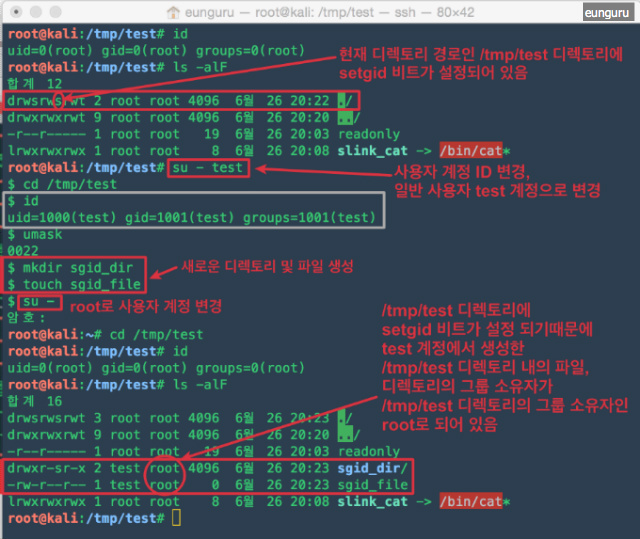 eunguru — root@kali: /tmp/test — ssh — 80×42
eunguru
root@kali:/tmp/test# id
uid=0(root) gid=0(root) groups=0(root)
root@kali:/tmp/test# ls -alF
합계 12
drwsrwsrwt 2 root root 4096  6월  26 20:22 ./
drwxrwxrwt 9 root root 4096  6월  26 20:20 ../
-r--r----- 1 root root   19  6월  26 20:03 readonly
lrwxrwxrwx 1 root root    8  6월  26 20:08 slink_cat -> /bin/cat*
현재 디렉토리 경로인 /tmp/test 디렉토리에
setgid 비트가 설정되어 있음
root@kali:/tmp/test# su - test
사용자 계정 ID 변경,
일반 사용자 test 계정으로 변경
$ cd /tmp/test
$ id
uid=1000(test) gid=1001(test) groups=1001(test)
$ umask
0022
$ mkdir sgid_dir
$ touch sgid_file
새로운 디렉토리 및 파일 생성
$ su -
root로 사용자 계정 변경
암호:
root@kali:~# cd /tmp/test
root@kali:/tmp/test# id
uid=0(root) gid=0(root) groups=0(root)
root@kali:/tmp/test# ls -alF
/tmp/test 디렉토리에
setgid 비트가 설정 되기때문에
test 계정에서 생성한
/tmp/test 디렉토리 내의 파일,
디렉토리의 그룹 소유자가
/tmp/test 디렉토리의 그룹 소유자인
root로 되어 있음
합계 16
drwsrwsrwt 3 root root 4096  6월  26 20:23 ./
drwxrwxrwt 9 root root 4096  6월  26 20:20 ../
-r--r----- 1 root root   19  6월  26 20:03 readonly
drwxr-sr-x 2 test root 4096  6월  26 20:23 sgid_dir/
-rw-r--r-- 1 test root    0  6월  26 20:23 sgid_file
lrwxrwxrwx 1 root root    8  6월  26 20:08 slink_cat -> /bin/cat*
root@kali:/tmp/test#